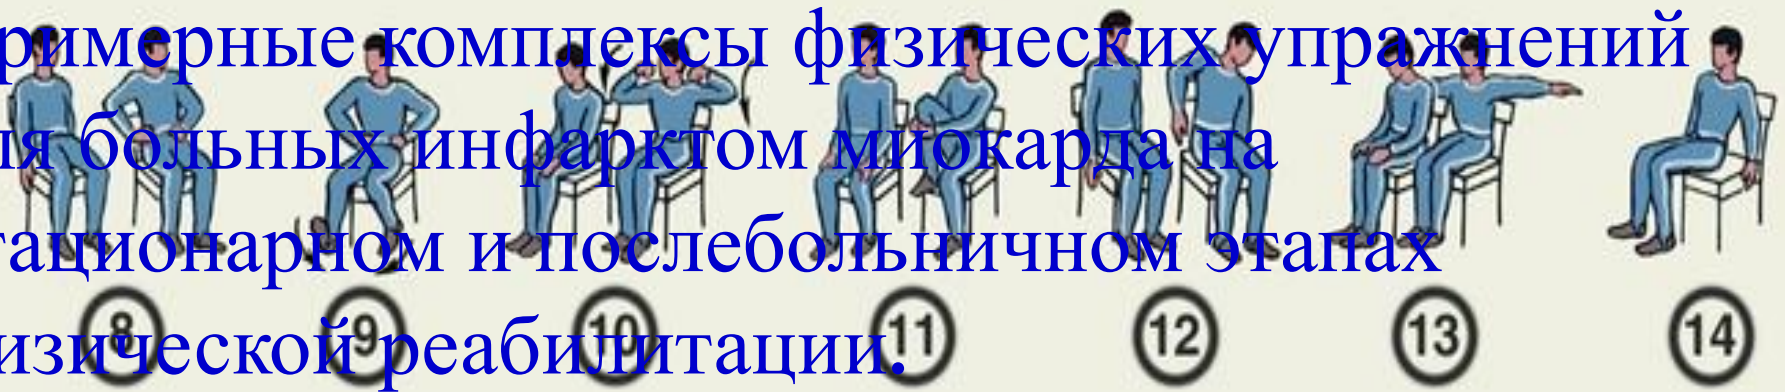 римерные комплексы физических упражнений
ля больных инфарктом миокарда на
тационарном и послебольничном этапах
изической реабилитации.
8 9 10 11 12 13 14